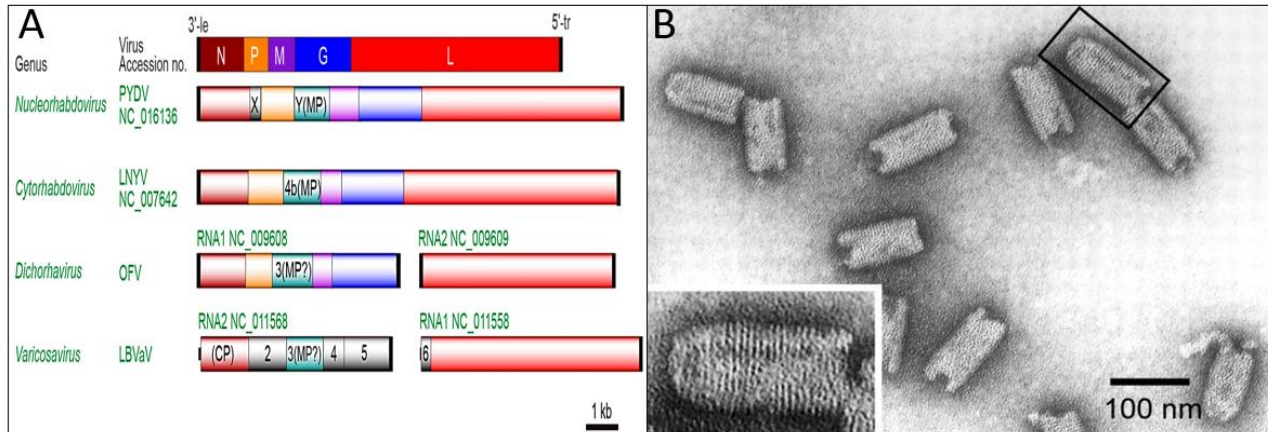 A
3'-le
5'-tr
Genus
Virus
Accession no.
N P M G L
Nucleorhabdovirus
PYDV
NC_016136
X Y(MP)
Cytorhabdovirus
LNYV
NC_007642
4b(MP)
RNA1 NC_009608
RNA2 NC_009609
Dichorhavirus
OFV
3(MP?)
RNA2 NC_011568
RNA1 NC_011558
Varicosavirus
LBVaV
(CP) 2 3(MP?) 4 5
6
1 kb
B
100 nm